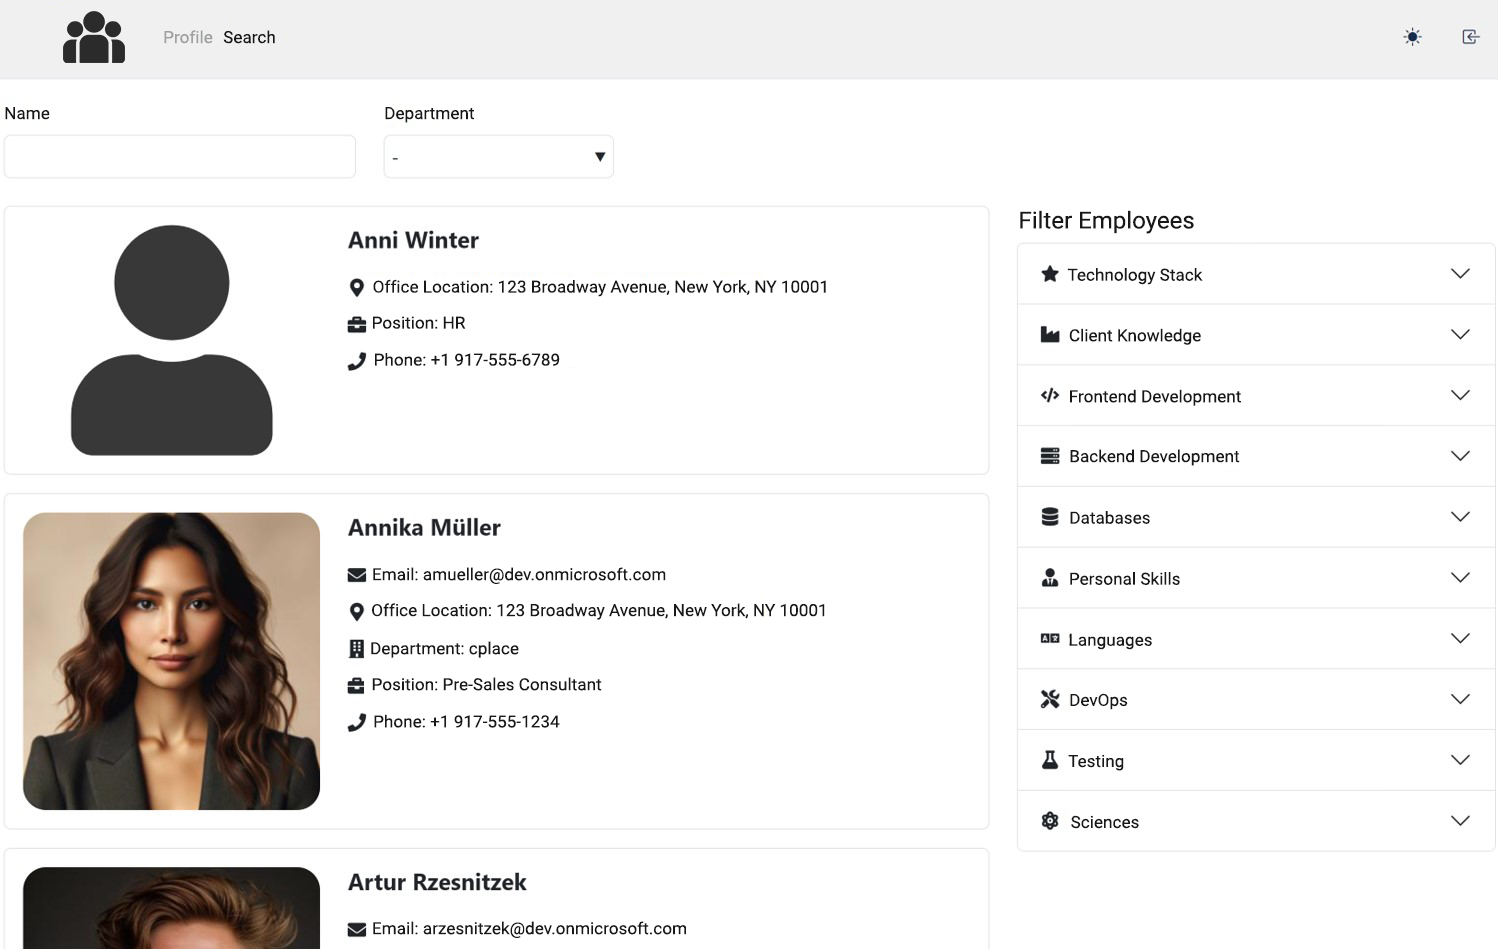 Profile Search
Name
Department
-
Anni Winter
Office Location: 123 Broadway Avenue, New York, NY 10001
Position: HR
Phone: +1 917-555-6789
Annika Müller
Email: amueller@dev.onmicrosoft.com
Office Location: 123 Broadway Avenue, New York, NY 10001
Department: cplace
Position: Pre-Sales Consultant
Phone: +1 917-555-1234
Artur Rzesnitzek
Email: arzesnitzek@dev.onmicrosoft.com
Filter Employees
Technology Stack
Client Knowledge
Frontend Development
Backend Development
Databases
Personal Skills
Languages
DevOps
Testing
Sciences